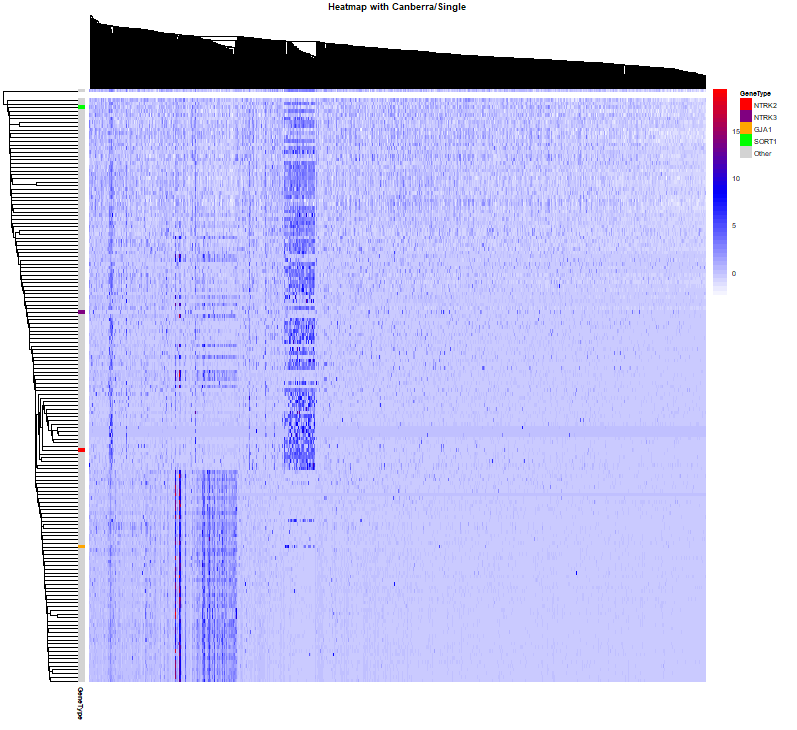 Heatmap with Canberra/Single
GeneType
NTRK2
NTRK3
GJA1
SORT1
Other
15
10
5
0
GeneType